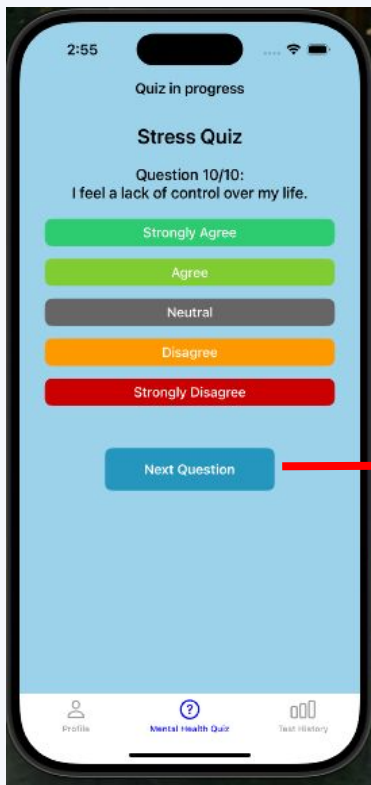 2:55
Quiz in progress
Stress Quiz
Question 10/10:
I feel a lack of control over my life.
Strongly Agree
Agree
Neutral
Disagree
Strongly Disagree
Next Question
Profile
Mental Health Quiz
Test History